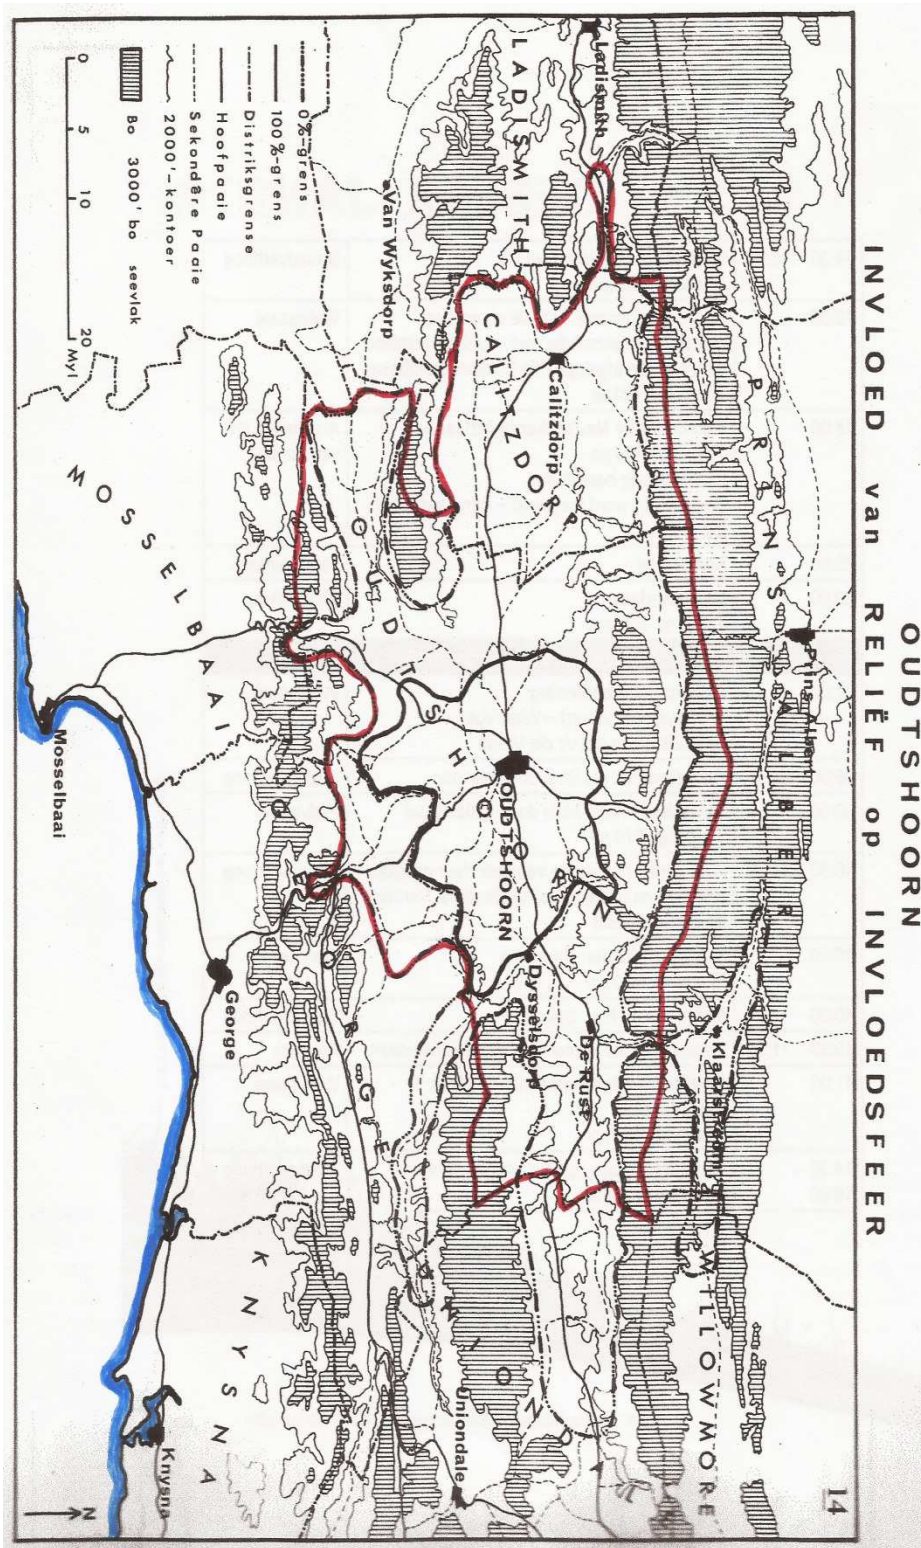 OUDTSHOORN
INVLOED van RELIËF op INVLOEDSFEER
14
Ladismith
LADISMITH
PRINS ALBERT
Prins Albert
Klaarstroom
WILLOWMORE
Calitzdorp
CALITZDORP
Van Wyksdorp
OUDTSHOORN
OUDTSHOORN
Dysselsdorp
De Rust
UNIONDALE
Uniondale
MOSSELBAAI
Mosselbaai
GEORGE
George
KNYSNA
Knysna
0%-grens
100%-grens
Distriksgrense
Hoofpaaie
Sekondêre Paaie
2000'-kontoer
Bo 3000' bo seevlak
0 5 10 20 Myl
N